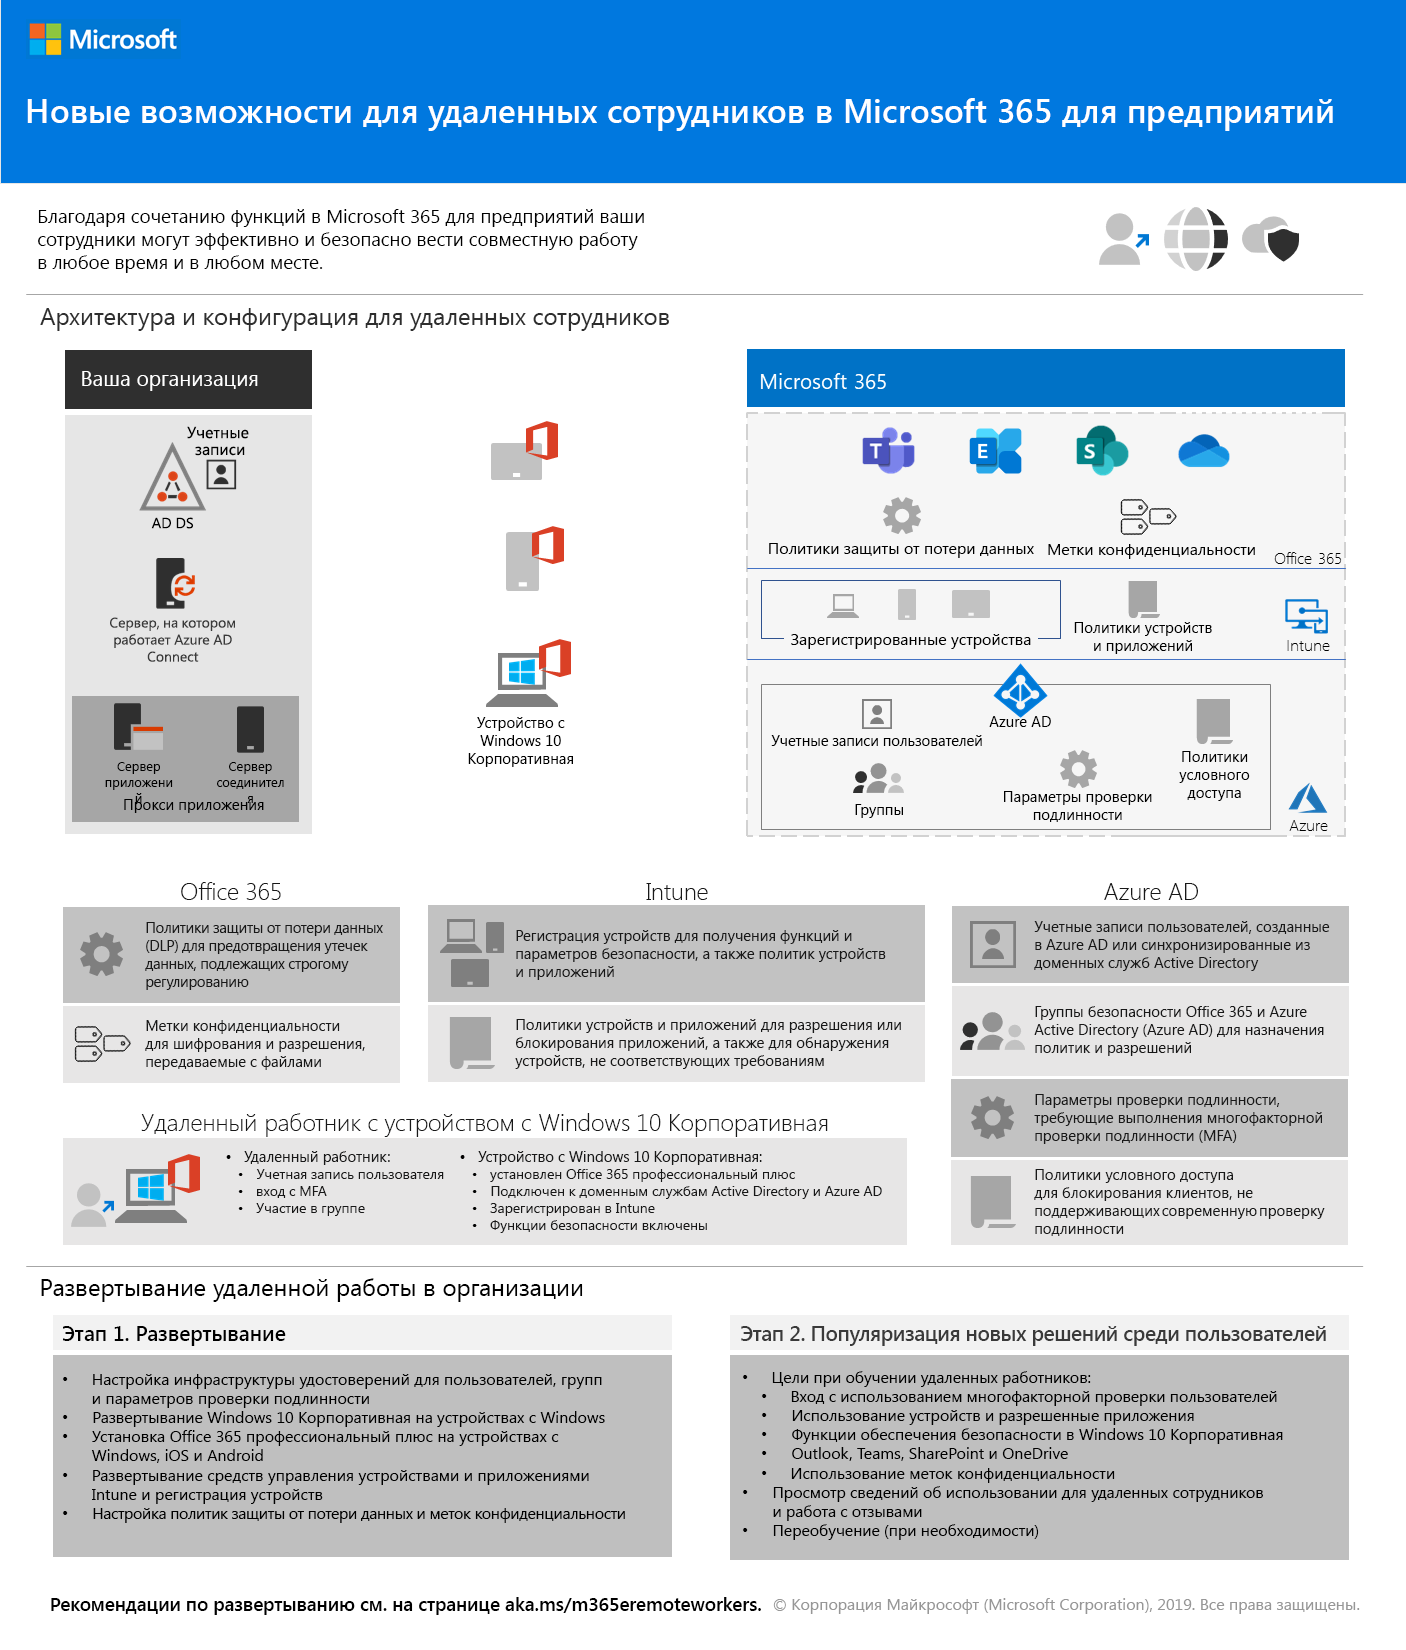 Microsoft
Новые возможности для удаленных сотрудников в Microsoft 365 для предприятий
Благодаря сочетанию функций в Microsoft 365 для предприятий ваши
сотрудники могут эффективно и безопасно вести совместную работу
в любое время и в любом месте.
Архитектура и конфигурация для удаленных сотрудников
Ваша организация
Учетные
записи
AD DS
Сервер, на котором
работает Azure AD
Connect
Сервер
приложени
й
Сервер
соединител
я
Прокси приложения
Устройство с
Windows 10
Корпоративная
Microsoft 365
T
E
S
Политики защиты от потери данных
Метки конфиденциальности
Office 365
Зарегистрированные устройства
Политики устройств
и приложений
Intune
Azure AD
Учетные записи пользователей
Группы
Параметры проверки
подлинности
Политики
условного
доступа
Azure
Office 365
Политики защиты от потери данных
(DLP) для предотвращения утечек
данных, подлежащих строгому
регулированию
Метки конфиденциальности
для шифрования и разрешения,
передаваемые с файлами
Intune
Регистрация устройств для получения функций и
параметров безопасности, а также политик устройств
и приложений
Политики устройств и приложений для разрешения или
блокирования приложений, а также для обнаружения
устройств, не соответствующих требованиям
Azure AD
Учетные записи пользователей, созданные
в Azure AD или синхронизированные из
доменных служб Active Directory
Группы безопасности Office 365 и Azure
Active Directory (Azure AD) для назначения
политик и разрешений
Параметры проверки подлинности,
требующие выполнения многофакторной
проверки подлинности (MFA)
Политики условного доступа
для блокирования клиентов, не
поддерживающих современную проверку
подлинности
Удаленный работник с устройством с Windows 10 Корпоративная
• Удаленный работник:
• Учетная запись пользователя
• вход с MFA
• Участие в группе
• Устройство с Windows 10 Корпоративная:
• установлен Office 365 профессиональный плюс
• Подключен к доменным службам Active Directory и Azure AD
• Зарегистрирован в Intune
• Функции безопасности включены
Развертывание удаленной работы в организации
Этап 1. Развертывание
• Настройка инфраструктуры удостоверений для пользователей, групп
и параметров проверки подлинности
• Развертывание Windows 10 Корпоративная на устройствах с Windows
• Установка Office 365 профессиональный плюс на устройствах с
Windows, iOS и Android
• Развертывание средств управления устройствами и приложениями
Intune и регистрация устройств
• Настройка политик защиты от потери данных и меток конфиденциальности
Этап 2. Популяризация новых решений среди пользователей
• Цели при обучении удаленных работников:
• Вход с использованием многофакторной проверки пользователей
• Использование устройств и разрешенные приложения
• Функции обеспечения безопасности в Windows 10 Корпоративная
• Outlook, Teams, SharePoint и OneDrive
• Использование меток конфиденциальности
• Просмотр сведений об использовании для удаленных сотрудников
и работа с отзывами
• Переобучение (при необходимости)
Рекомендации по развертыванию см. на странице aka.ms/m365eremoteworkers.
© Корпорация Майкрософт (Microsoft Corporation), 2019. Все права защищены.